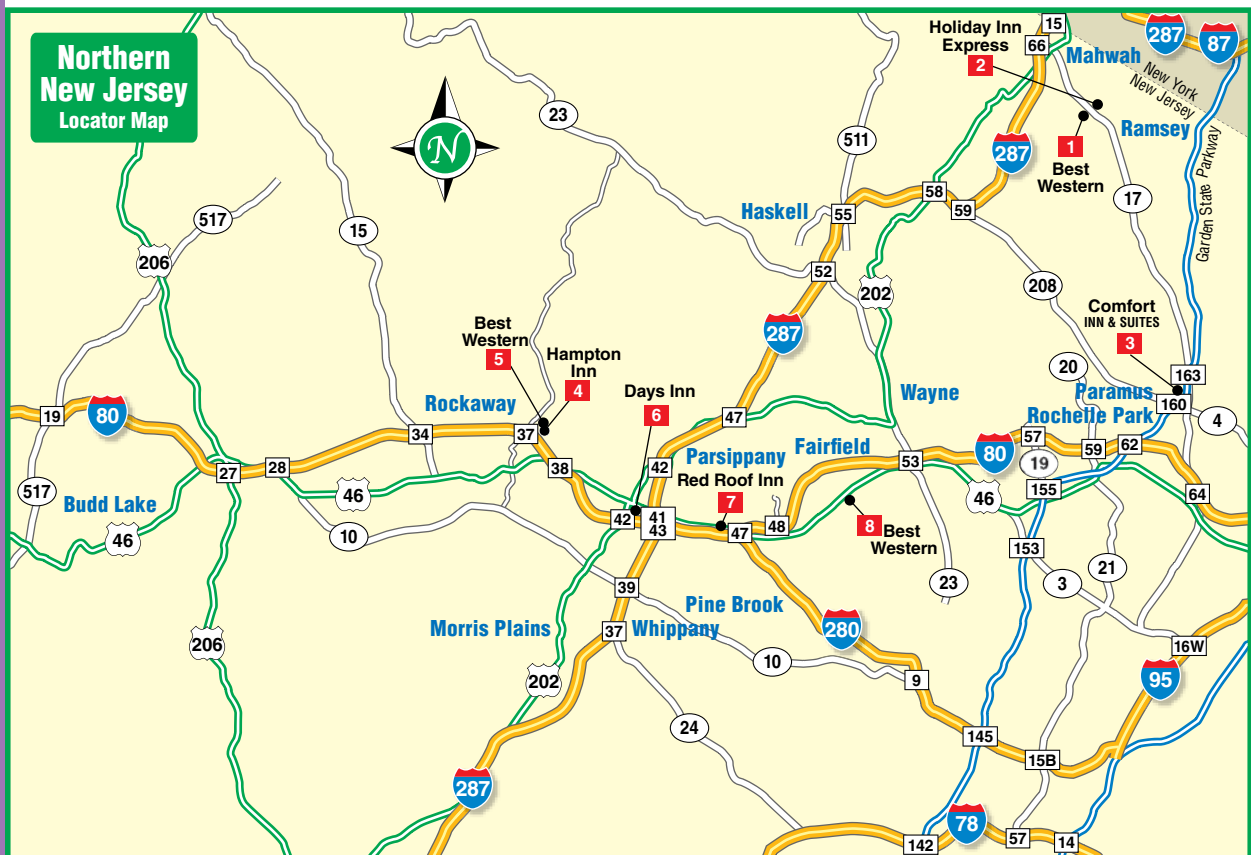 Northern
New Jersey
Locator Map
N
Holiday Inn
Express
2
15
66
Mahwah
287
87
New York
New Jersey
Ramsey
1
Best
Western
Garden State Parkway
23
511
287
17
517
15
206
Haskell
55
58
59
52
202
208
287
Comfort
INN & SUITES
3
163
20
Paramus
160
Rochelle Park
4
Best
Western
5
Hampton
Inn
4
Days Inn
6
Wayne
Rockaway
19
80
34
37
47
57
59
62
27
28
38
42
Parsippany
Fairfield
53
80
19
Red Roof Inn
7
46
155
46
64
517
Budd Lake
46
10
42
41
43
47
48
8
Best
Western
153
39
23
3
21
Pine Brook
Morris Plains
37
Whippany
280
206
16W
202
10
9
95
24
145
15B
287
78
142
57
14